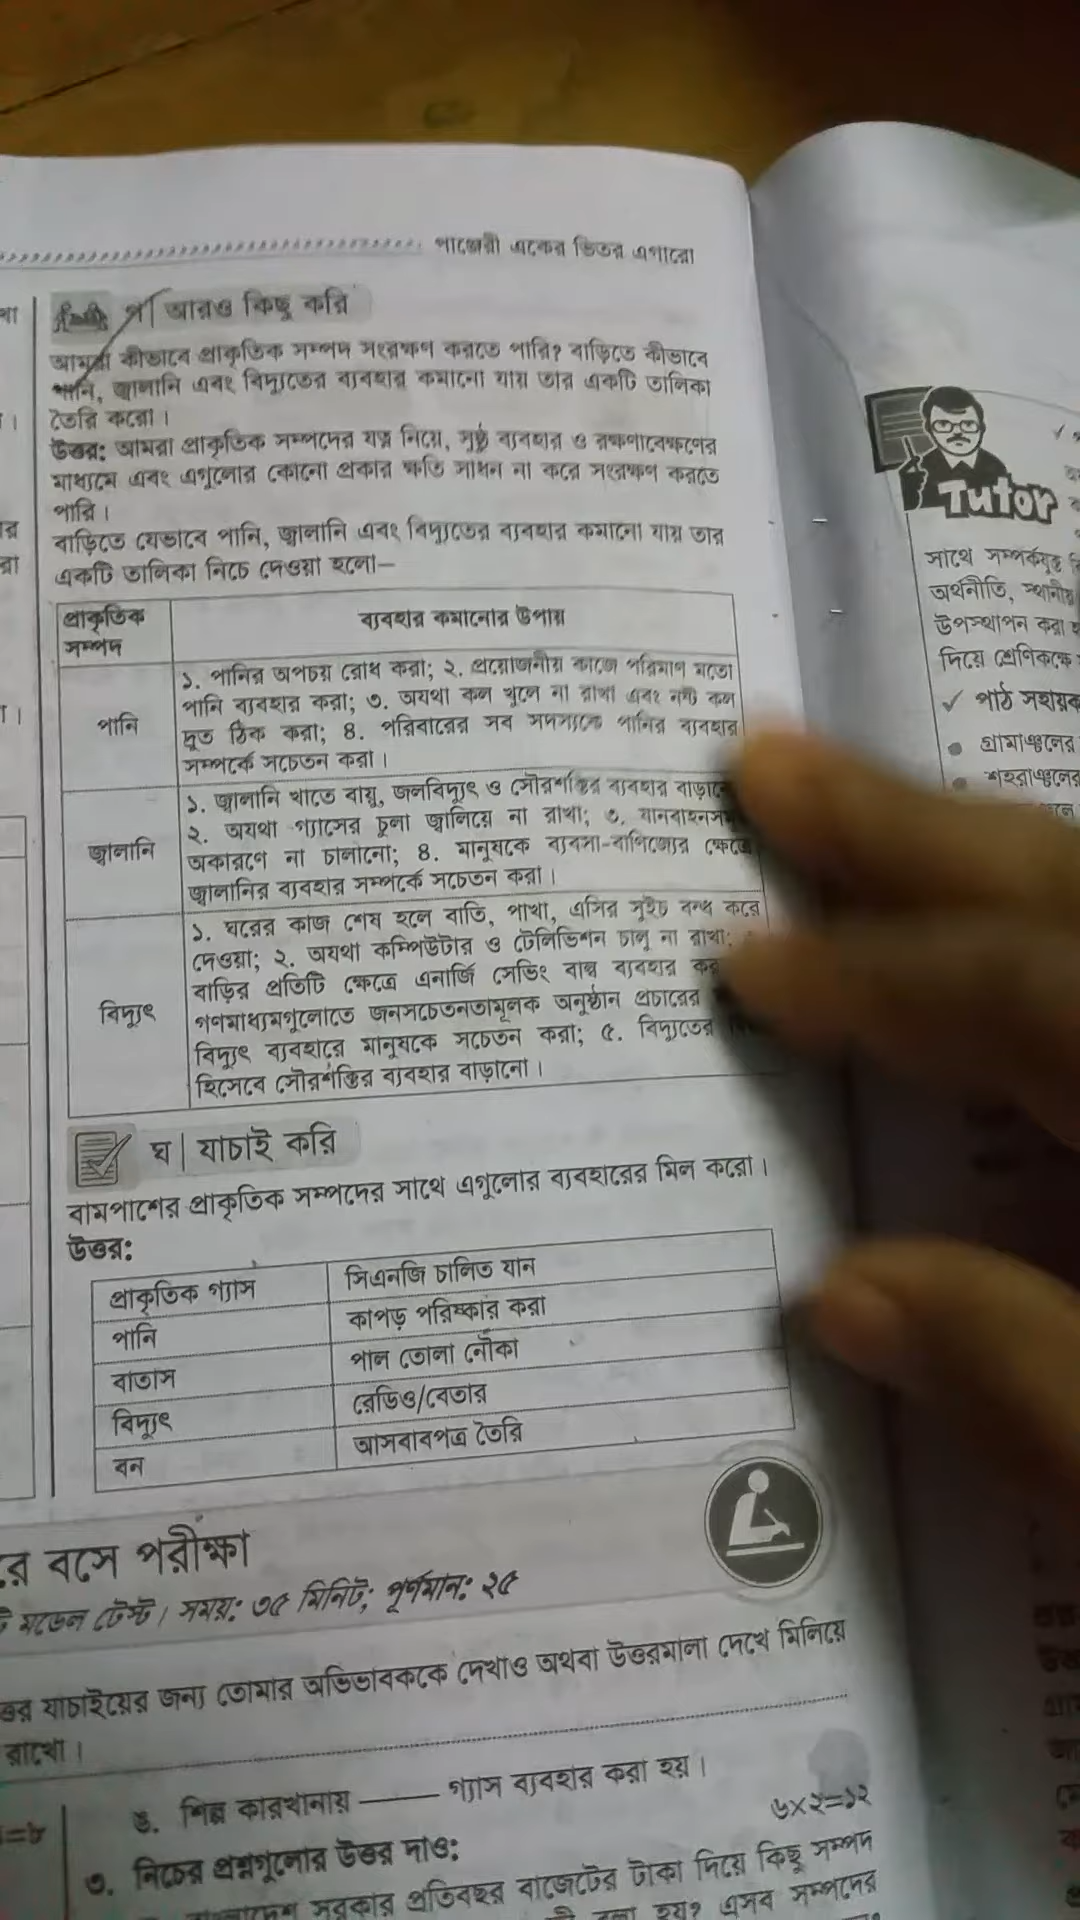 পাঞ্জেরী একের ভিতর এগারো
গ| আরও কিছু করি
আমরা কীভাবে প্রাকৃতিক সম্পদ সংরক্ষণ করতে পারি? বাড়িতে কীভাবে
পানি, জ্বালানি এবং বিদ্যুতের ব্যবহার কমানো যায় তার একটি তালিকা
তৈরি করো।
উত্তর: আমরা প্রাকৃতিক সম্পদের যত্ন নিয়ে, সুষ্ঠু ব্যবহার ও রক্ষণাবেক্ষণের
মাধ্যমে এবং এগুলোর কোনো প্রকার ক্ষতি সাধন না করে সংরক্ষণ করতে
পারি।
বাড়িতে যেভাবে পানি, জ্বালানি এবং বিদ্যুতের ব্যবহার কমানো যায় তার
একটি তালিকা নিচে দেওয়া হলো—
প্রাকৃতিক সম্পদ
ব্যবহার কমানোর উপায়
পানি
১. পানির অপচয় রোধ করা; ২. প্রয়োজনীয় কাজে পরিমাণ মতো
পানি ব্যবহার করা; ৩. অযথা কল খুলে না রাখা এবং নষ্ট কল
দ্রুত ঠিক করা; ৪. পরিবারের সব সদস্যকে পানির ব্যবহার
সম্পর্কে সচেতন করা।
জ্বালানি
১. জ্বালানি খাতে বায়ু, জলবিদ্যুৎ ও সৌরশক্তির ব্যবহার
২. অযথা গ্যাসের চুলা জ্বালিয়ে না রাখা; ৩.
অকারণে না চালানো; ৪. মানুষকে ব্যবসা-বাণিজ্যের ক্ষেত্রে
জ্বালানির ব্যবহার সম্পর্কে সচেতন করা।
বিদ্যুৎ
১. ঘরের কাজ শেষ হলে বাতি, পাখা, এসির সুইচ বন্ধ করে
দেওয়া; ২. অযথা কম্পিউটার ও টেলিভিশন চালু না রাখা;
বাড়ির প্রতিটি ক্ষেত্রে এনার্জি সেভিং বাল্ব ব্যবহার
গণমাধ্যমগুলোতে জনসচেতনতামূলক অনুষ্ঠান প্রচারের
বিদ্যুৎ ব্যবহারে মানুষকে সচেতন করা; ৫. বিদ্যুতের
হিসেবে সৌরশক্তির ব্যবহার বাড়ানো।
ঘ| যাচাই করি
বামপাশের প্রাকৃতিক সম্পদের সাথে এগুলোর ব্যবহারের মিল করো।
উত্তর:
প্রাকৃতিক গ্যাস সিএনজি চালিত যান
পানি কাপড় পরিষ্কার করা
বাতাস পাল তোলা নৌকা
বিদ্যুৎ রেডিও/বেতার
বন আসবাবপত্র তৈরি
বসে পরীক্ষা
মডেল টেস্ট। সময়: ৩৫ মিনিট; পূর্ণমান: ২৫
যাচাইয়ের জন্য তোমার অভিভাবককে দেখাও অথবা উত্তরমালা দেখে মিলিয়ে
রাখো।
ঙ. শিল্প কারখানায় ——— গ্যাস ব্যবহার করা হয়।
৩. নিচের প্রশ্নগুলোর উত্তর দাও:
৬×২=১২
সরকার প্রতিবছর বাজেটের টাকা দিয়ে কিছু সম্পদ
বলা হয়? এসব সম্পদের
Tutor
সাথে সম্পর্কযুক্ত
অর্থনীতি, স্থানীয়
উপস্থাপন করা
দিয়ে শ্রেণিকক্ষে
✓ পাঠ সহায়ক
● গ্রামাঞ্চলের
● শহরাঞ্চলের